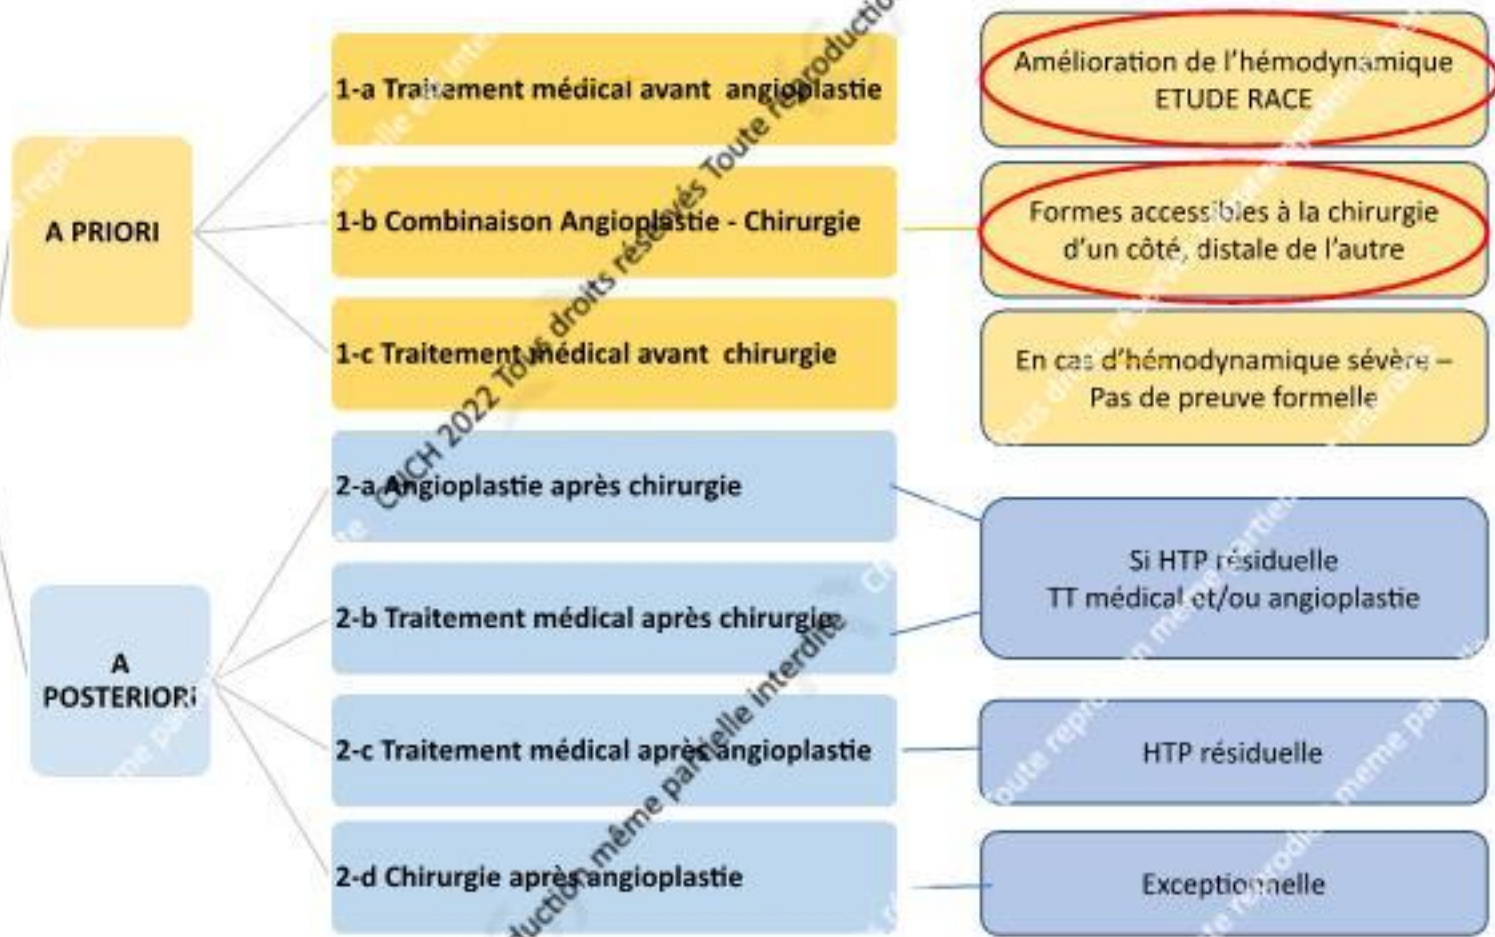 A PRIORI
1-a Traitement médical avant angioplastie
Amélioration de l'hémodynamique
ETUDE RACE
1-b Combinaison Angioplastie - Chirurgie
Formes accessibles à la chirurgie
d'un côté, distale de l'autre
1-c Traitement médical avant chirurgie
En cas d'hémodynamique sévère –
Pas de preuve formelle
A
POSTERIORI
2-a Angioplastie après chirurgie
2-b Traitement médical après chirurgie
Si HTP résiduelle
TT médical et/ou angioplastie
2-c Traitement médical après angioplastie
HTP résiduelle
2-d Chirurgie après angioplastie
Exceptionnelle
2022 Tous droits réservés Toute reproduction
même partielle interdite